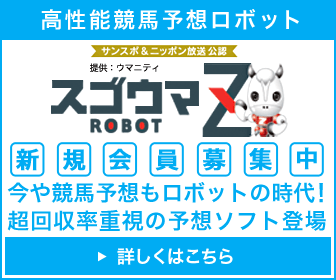 高性能競馬予想ロボット
サンスポ&ニッポン放送公認
提供:ウマニティ
スゴウマ Z
ROBOT
新規会員募集中
今や競馬予想もロボットの時代!
超回収率重視の予想ソフト登場
▶ 詳しくはこちら